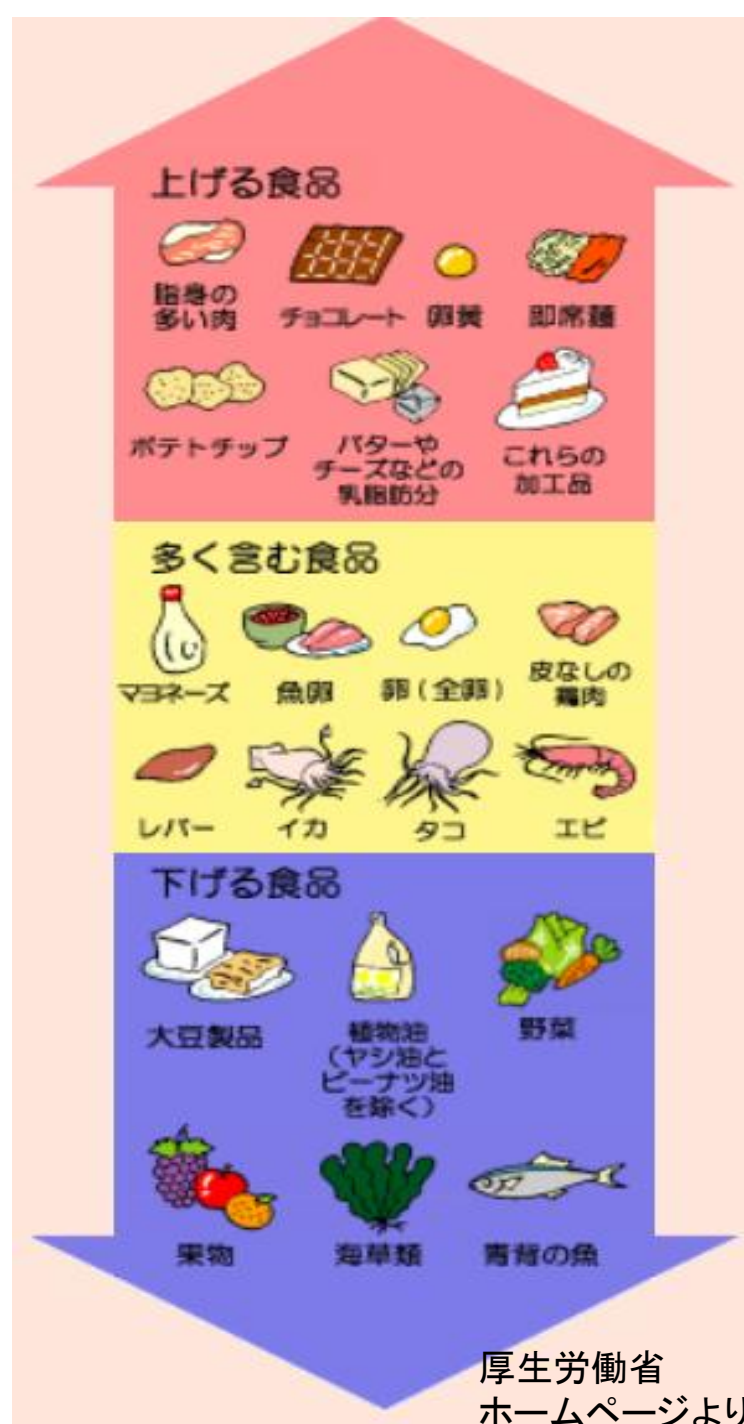 上げる食品
脂身の
多い肉
チョコレート
卵黄
即席麺
ポテトチップ
バターや
チーズなどの
乳脂肪分
これらの
加工品
多く含む食品
マヨネーズ
魚卵
卵(全卵)
皮なしの
鶏肉
レバー
イカ
タコ
エビ
下げる食品
大豆製品
植物油
(ヤシ油と
ピーナツ油
を除く)
野菜
果物
海草類
青背の魚
厚生労働省
ホームページより